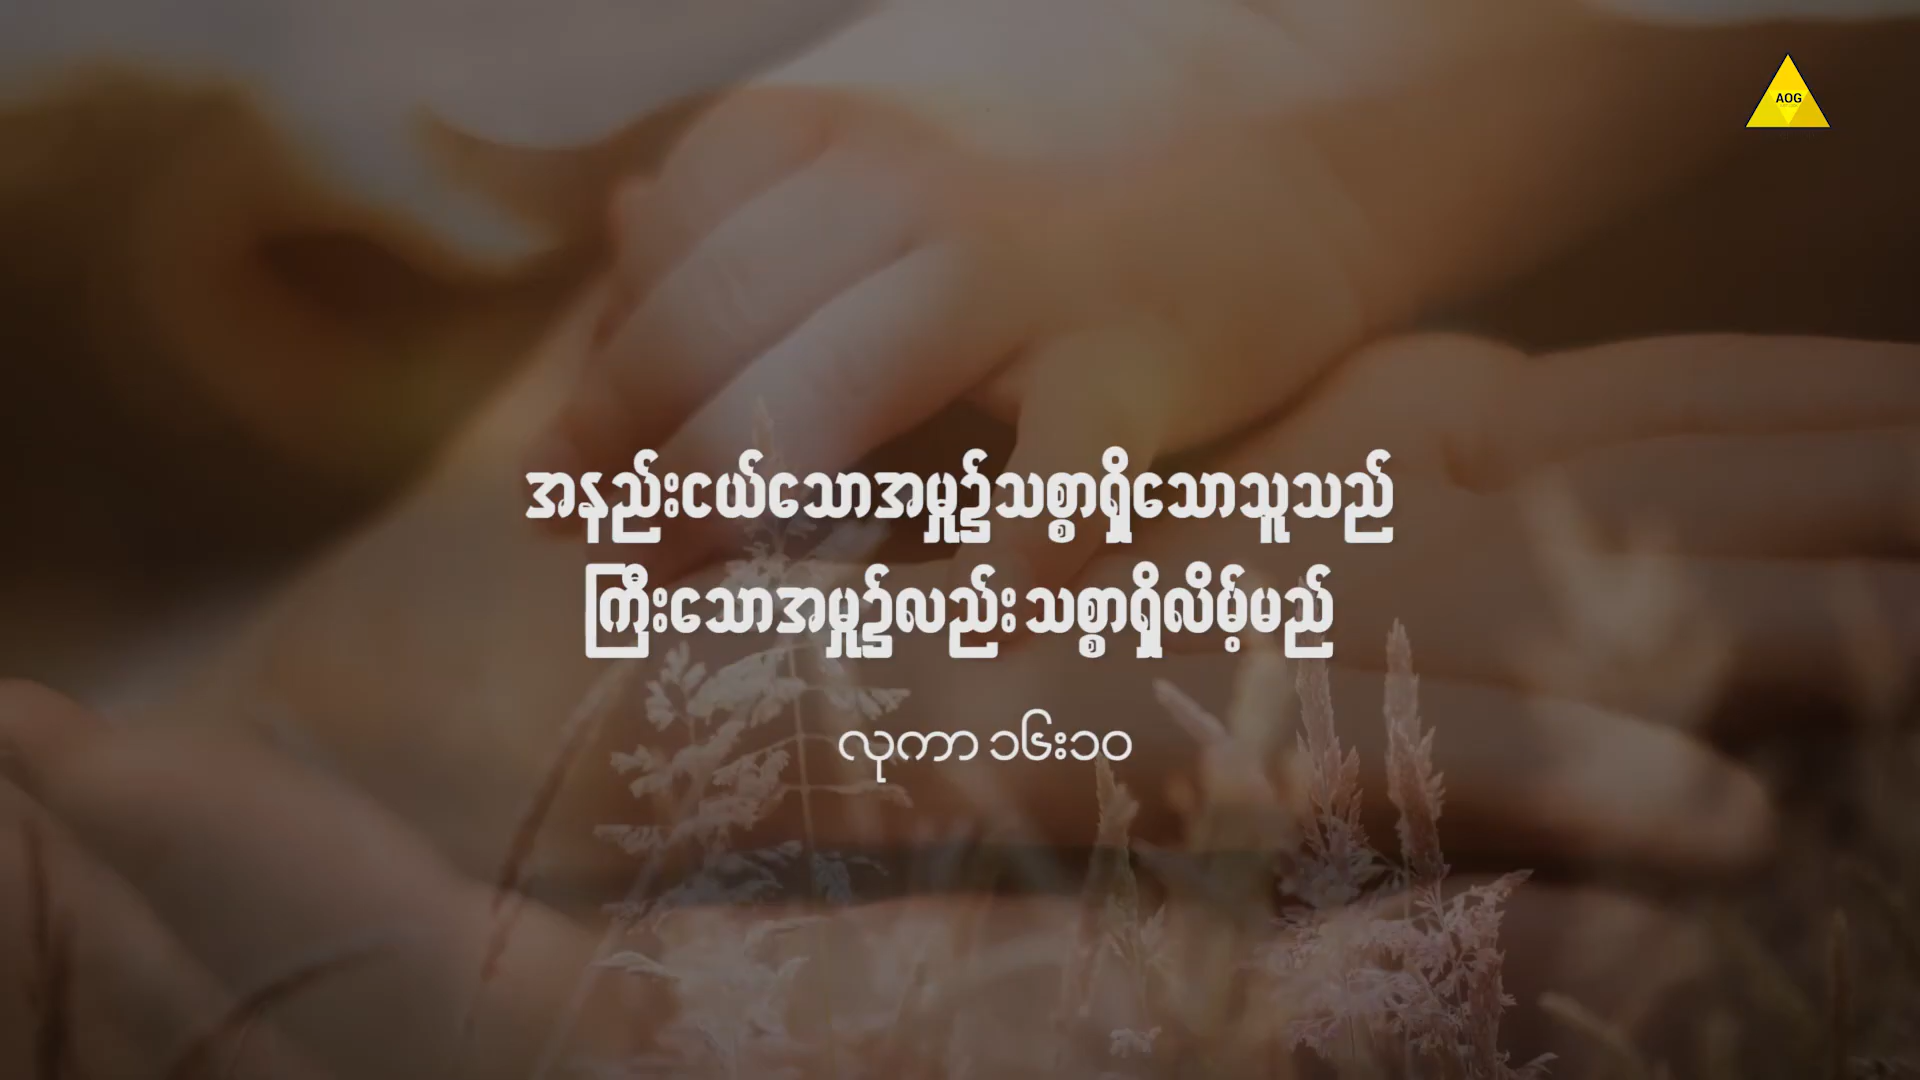 AOG
အနည်းငယ်သောအမှု၌သစ္စာရှိသောသူသည်
ကြီးသောအမှု၌လည်းသစ္စာရှိလိမ့်မည်
လုကာ ၁၆း၁၀